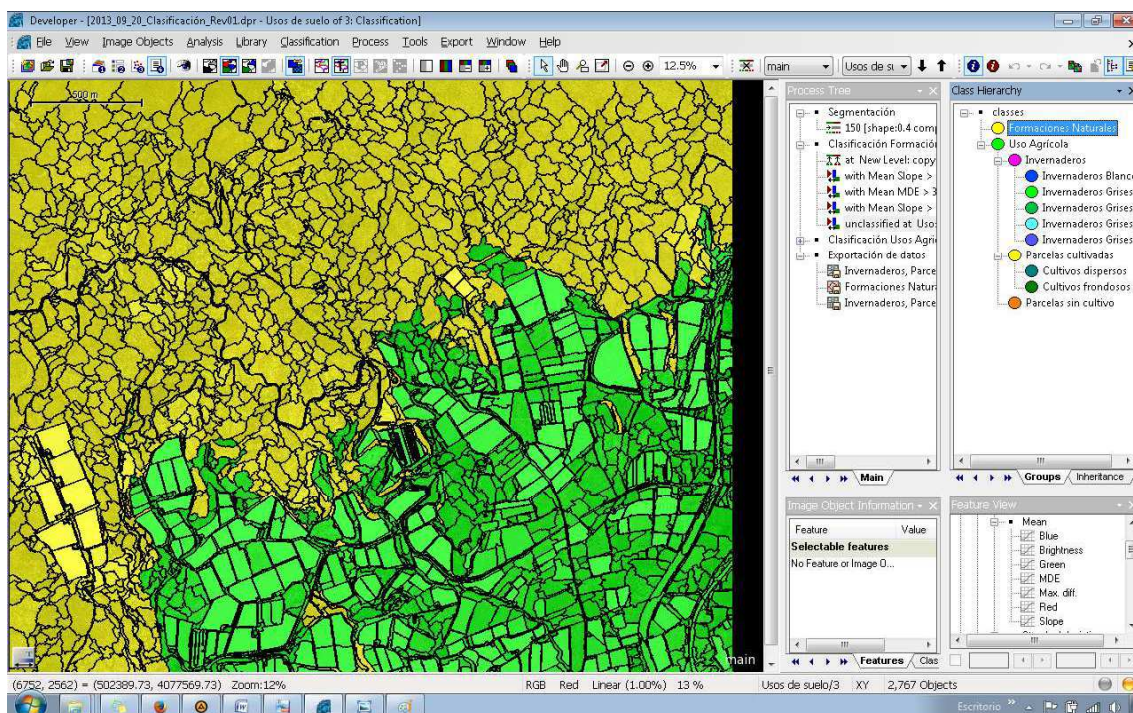 Developer - [2013_09_20_Clasificación_Rev01.dpr - Usos de suelo of 3: Classification]
File View Image Objects Analysis Library Classification Process Tools Export Window Help
12.5% main Usos de su
500 m
main
Process Tree
Segmentación
150 [shape:0.4 comp
Clasificación Formación
at New Level: copy
with Mean Slope >
with Mean MDE > 3
with Mean Slope >
unclassified at Uso
Clasificación Usos Agrí
Exportación de datos
Invernaderos, Parce
Formaciones Natura
Invernaderos, Parce
Main
Class Hierarchy
classes
Formaciones Naturales
Uso Agrícola
Invernaderos
Invernaderos Blanco
Invernaderos Grises
Invernaderos Grises
Invernaderos Grises
Invernaderos Grises
Parcelas cultivadas
Cultivos dispersos
Cultivos frondosos
Parcelas sin cultivo
Groups Inheritance
Image Object Information
Feature Value
Selectable features
No Feature or Image O...
Features Clas
Feature View
Mean
Blue
Brightness
Green
MDE
Max. diff.
Red
Slope
(6752, 2562) = (502389.73, 4077569.73) Zoom:12% RGB Red Linear (1.00%) 13 % Usos de suelo/3 XY 2,767 Objects
Escritorio